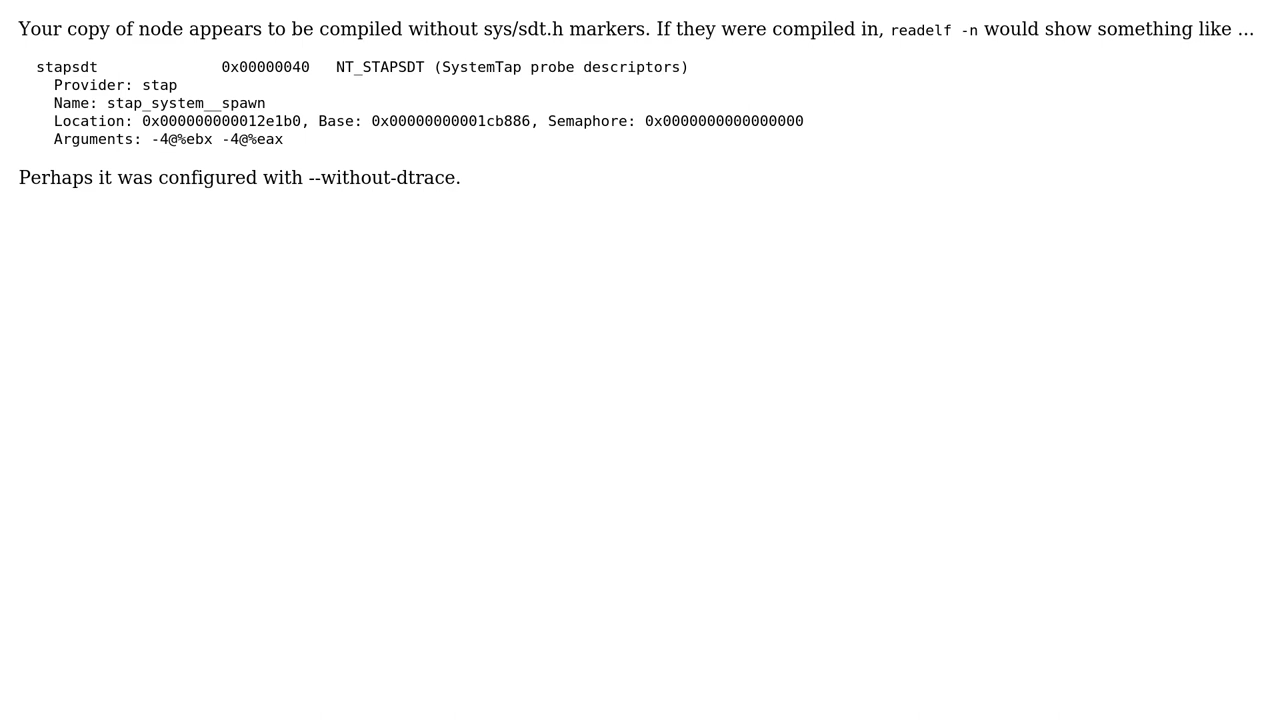 Your copy of node appears to be compiled without sys/sdt.h markers. If they were compiled in, readelf -n would show something like ...
stapsdt              0x00000040   NT_STAPSDT (SystemTap probe descriptors)
  Provider: stap
  Name: stap_system__spawn
  Location: 0x000000000012e1b0, Base: 0x00000000001cb886, Semaphore: 0x0000000000000000
  Arguments: -4@%ebx -4@%eax
Perhaps it was configured with --without-dtrace.